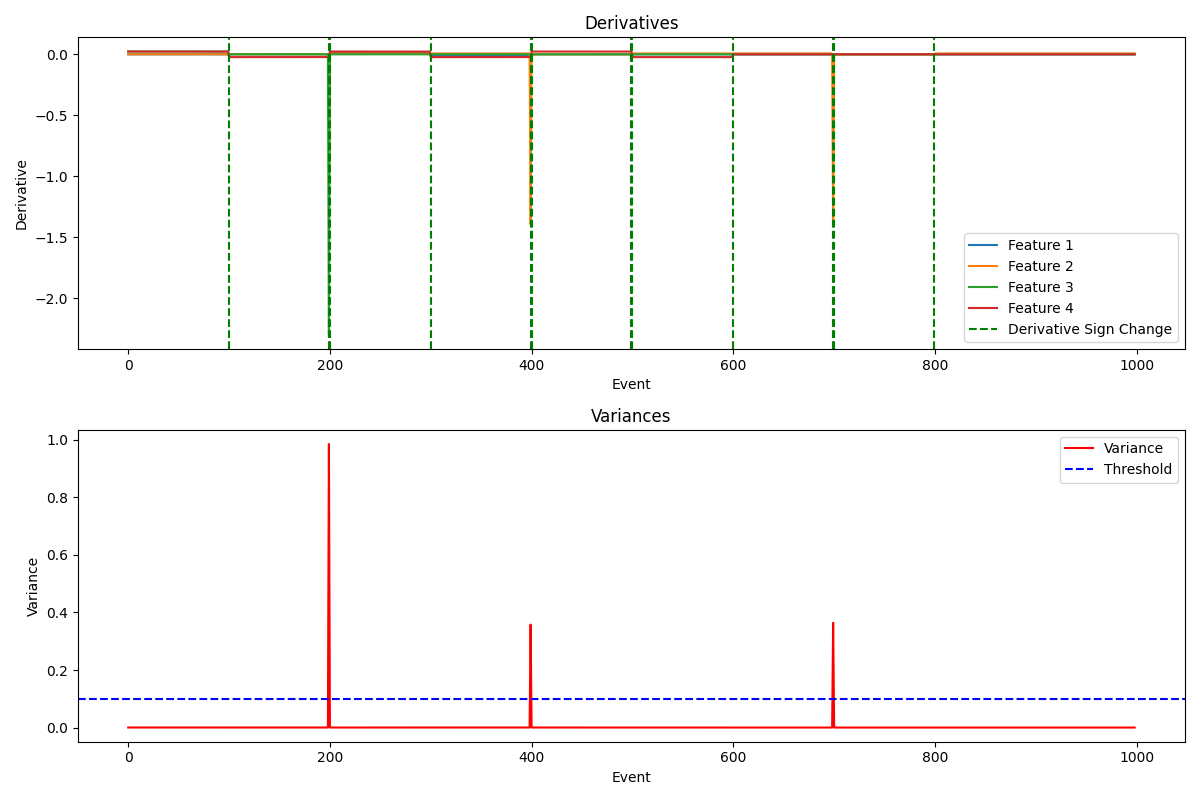 Derivatives
0.0
−0.5
−1.0
−1.5
−2.0
Derivative
Feature 1
Feature 2
Feature 3
Feature 4
Derivative Sign Change
0 200 400 600 800 1000
Event
Variances
1.0
0.8
0.6
0.4
0.2
0.0
Variance
Variance
Threshold
0 200 400 600 800 1000
Event